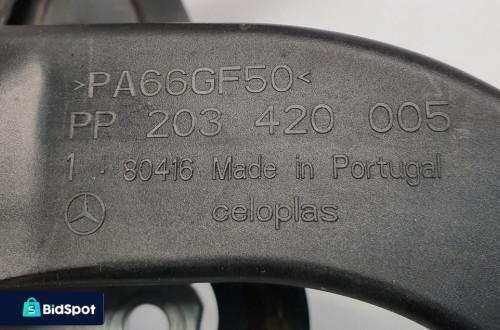 >PA66GF50<
PP 203 420 005
1 - 80416 Made in Portugal
celoplas
S
BidSpot